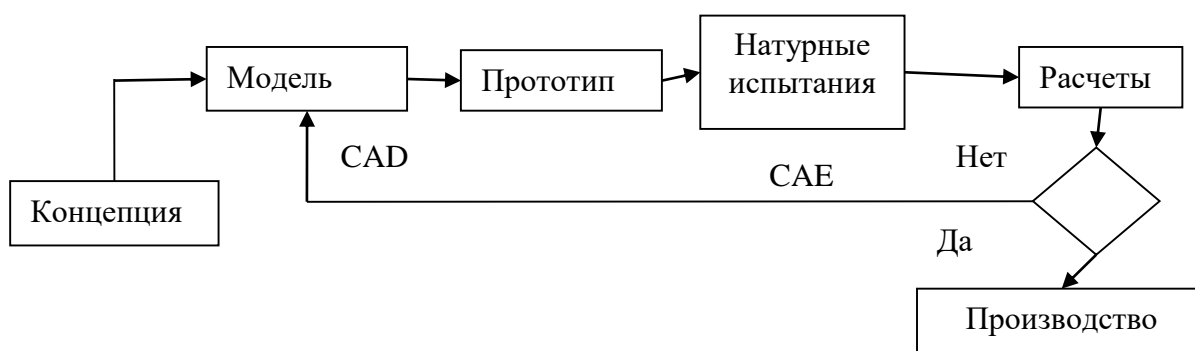 Натурные
испытания
Модель
Прототип
Расчеты
CAD
CAE
Нет
Концепция
Да
Производство